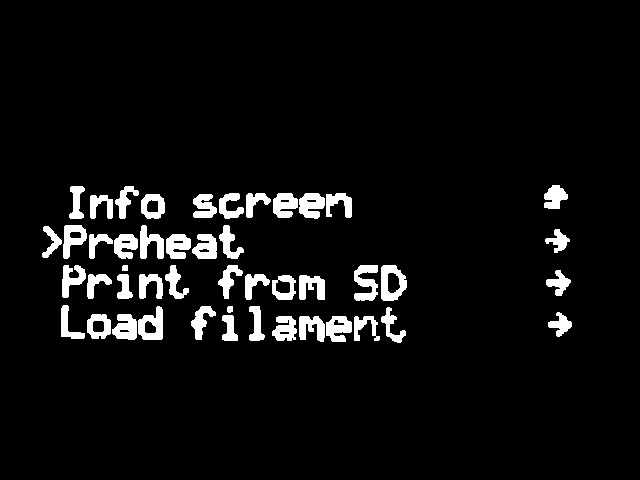 Info screen
>Preheat →
Print from SD →
Load filament →